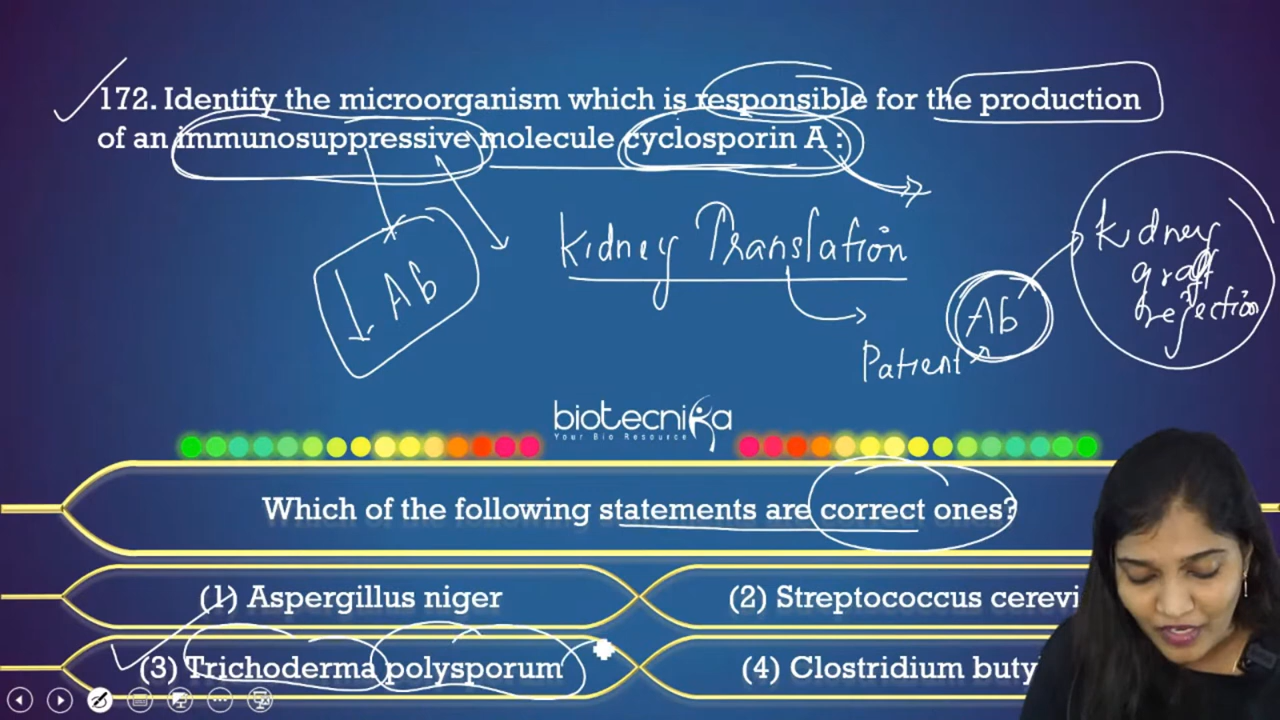 172. Identify the microorganism which is responsible for the production
of an immunosuppressive molecule cyclosporin A :
Kidney Translation
Kidney
graft
rejection
↓ Ab
Ab
Patient
biotecnika
Your Bio Resource
Which of the following statements are correct ones?
(1) Aspergillus niger
(2) Streptococcus cerevi
(3) Trichoderma polysporum
(4) Clostridium buty